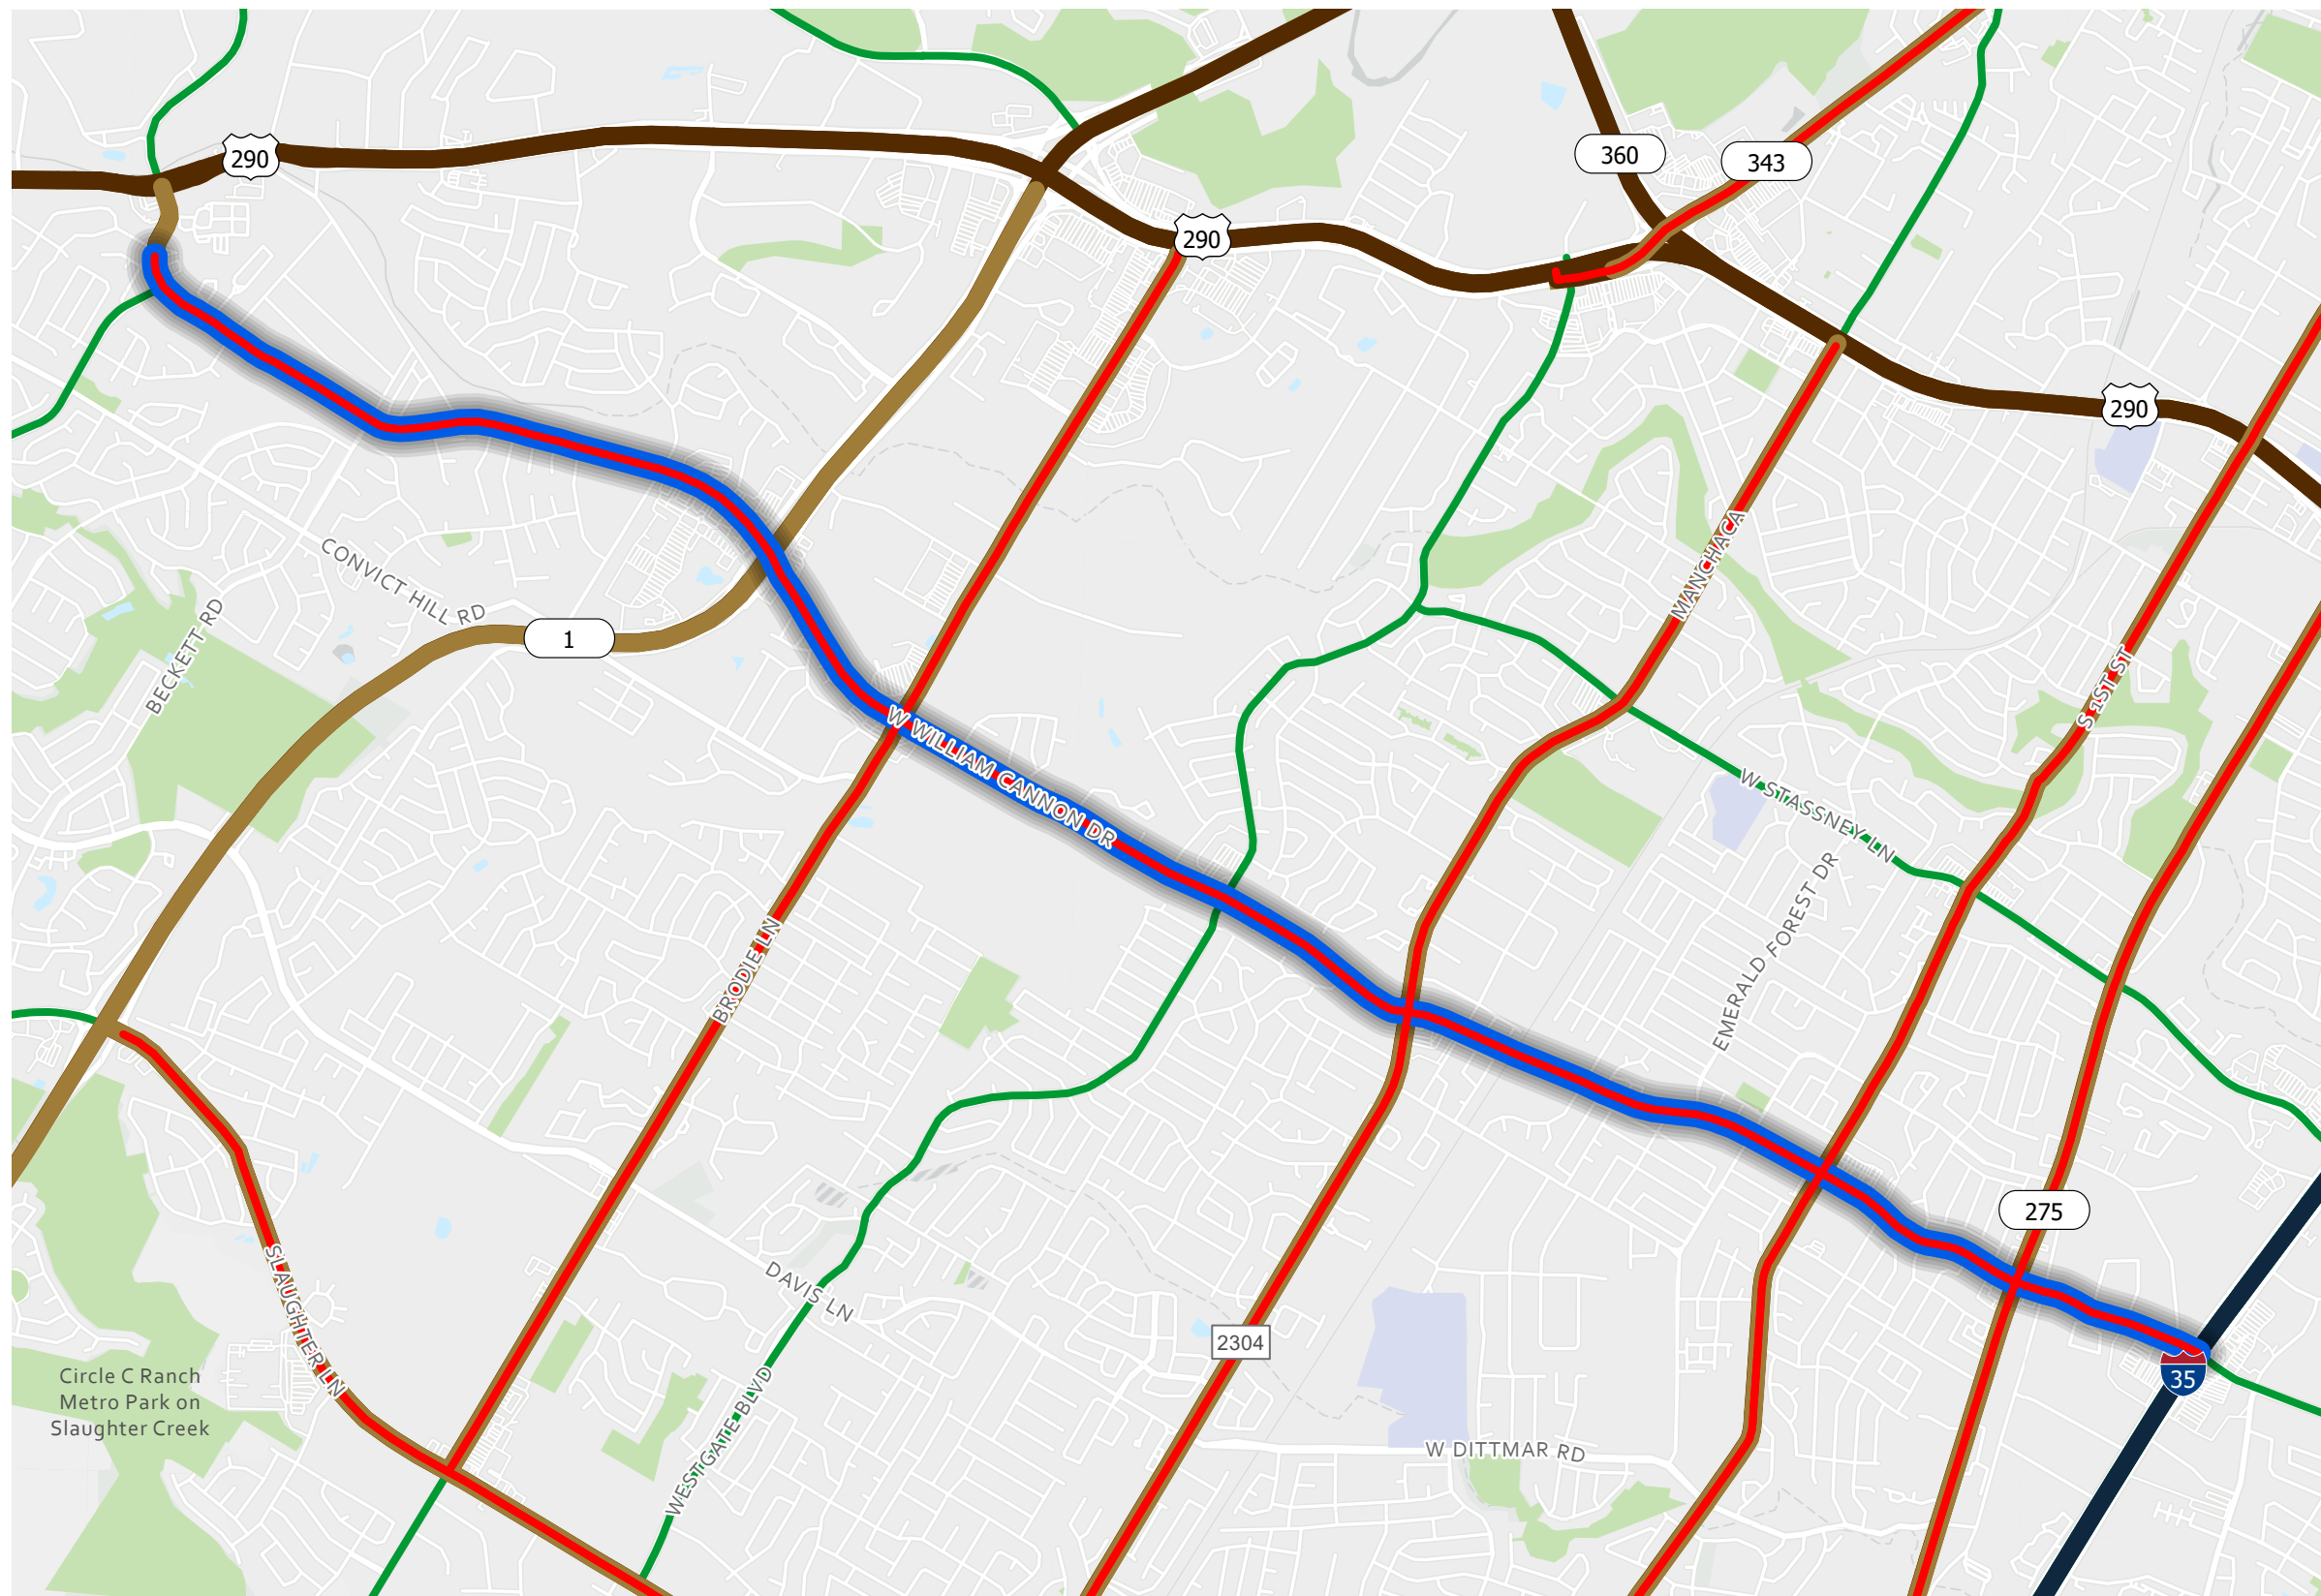 290
360
343
290
290
MANCHACA
CONVICT HILL RD
BECKETT RD
1
S 1ST ST
W WILLIAM CANNON DR
W STASSNEY LN
EMERALD FOREST DR
BRODIE LN
275
SLAUGHTER LN
DAVIS LN
2304
35
Circle C Ranch
Metro Park on
Slaughter Creek
WESTGATE BLVD
W DITTMAR RD